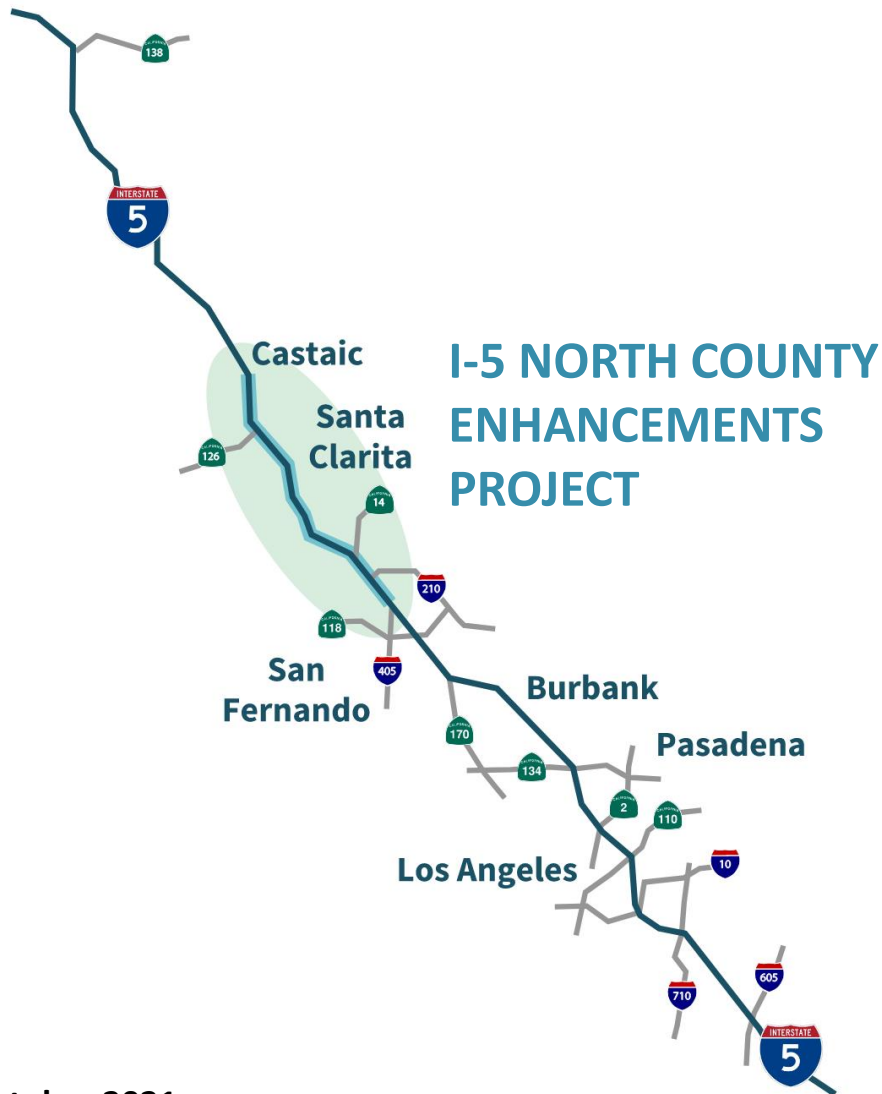 138
INTERSTATE
5
Castaic
I-5 NORTH COUNTY
ENHANCEMENTS
PROJECT
Santa
Clarita
126
14
210
118
405
San
Fernando
Burbank
170
Pasadena
134
2
110
Los Angeles
10
605
710
INTERSTATE
5